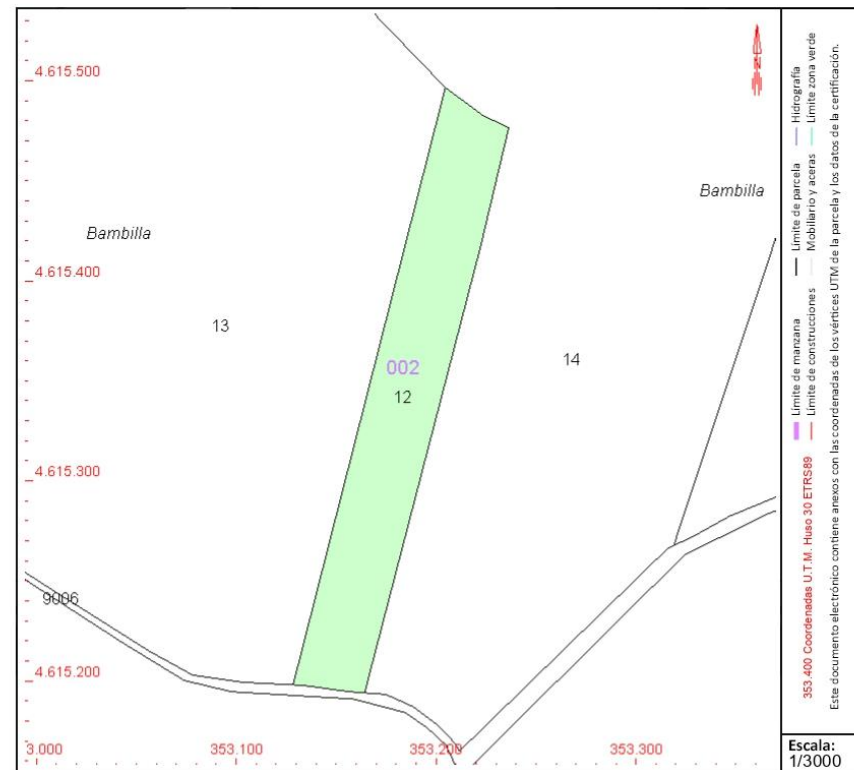 4.615.500
Bambilla
Bambilla
4.615.400
13
14
002
12
4.615.300
9006
4.615.200
3.000
353.100
353.200
353.300
N
353.400 Coordenadas U.T.M. Huso 30 ETRS89
Límite de manzana
Límite de parcela
Hidrografía
Límite de construcciones
Mobiliario y aceras
Límite zona verde
Este documento electrónico contiene anexos con las coordenadas de los vértices UTM de la parcela y los datos de la certificación.
Escala:
1/3000